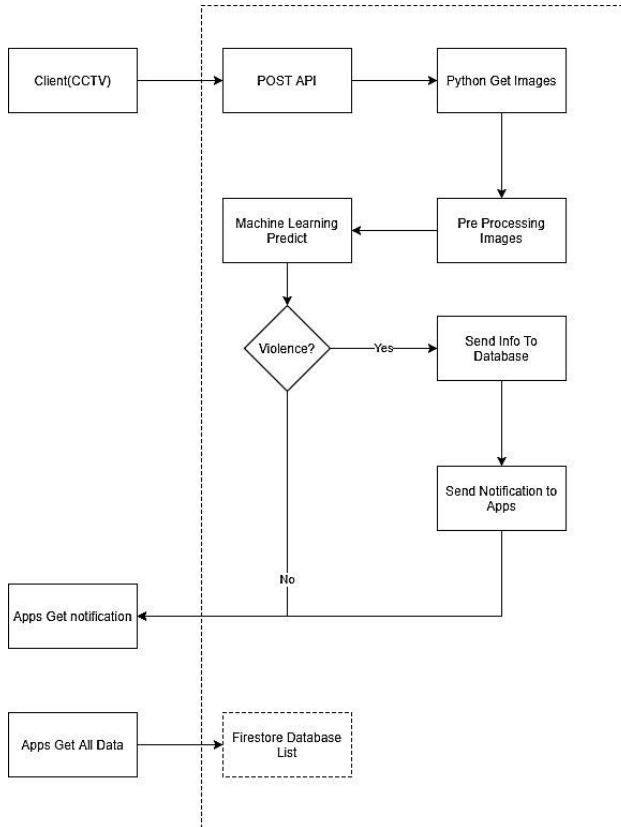 Client(CCTV)
POST API
Python Get Images
Machine Learning
Predict
Pre Processing
Images
Violence?
Yes
Send Info To
Database
Send Notification to
Apps
No
Apps Get notification
Apps Get All Data
Firestore Database
List